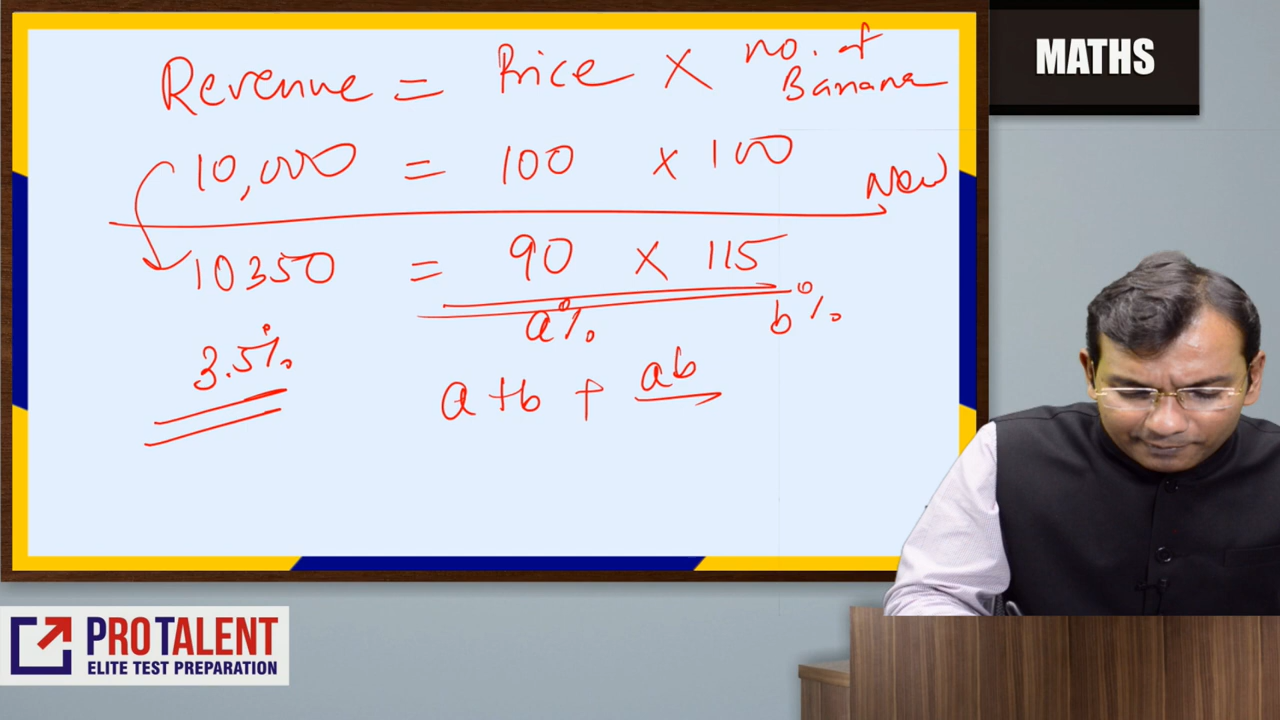 MATHS
Revenue = Price × no. of Banana
10,000 = 100 × 100
New
10350 = 90 × 115
a% b%
3.5%
a+b + ab
PROTALENT
ELITE TEST PREPARATION